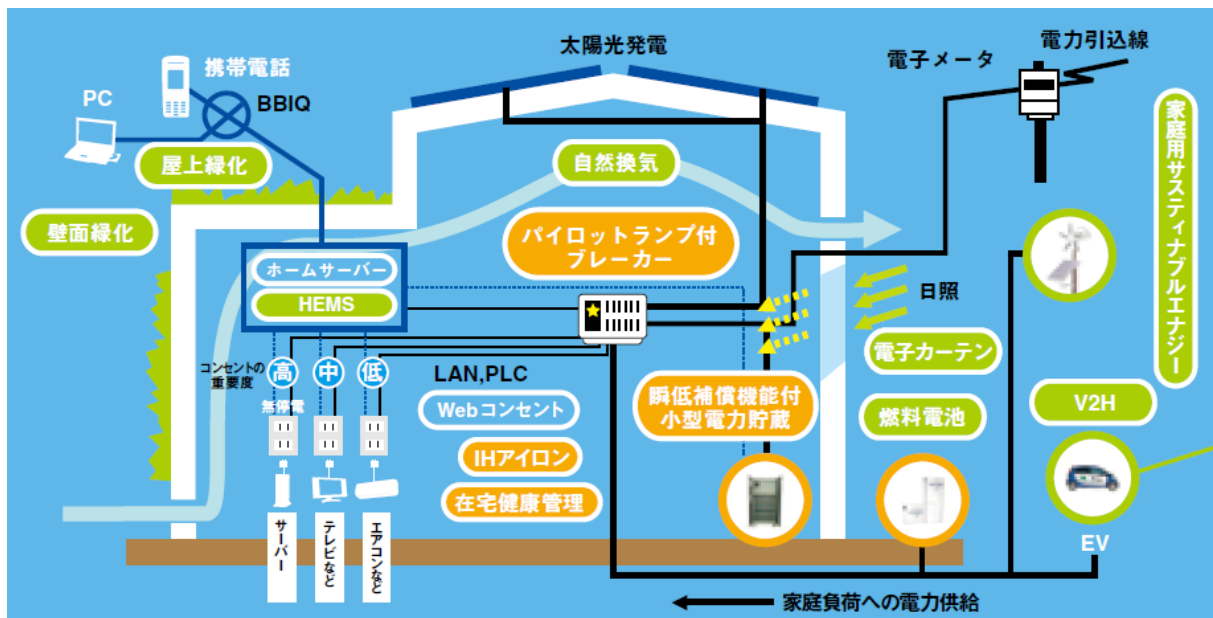 太陽光発電
電力引込線
電子メータ
携帯電話
PC
BBIQ
屋上緑化
自然換気
家庭用サスティナブルエナジー
壁面緑化
パイロットランプ付
ブレーカー
ホームサーバー
HEMS
日照
電子カーテン
コンセントの
重要度
高
中
低
LAN,PLC
無停電
Webコンセント
瞬低補償機能付
小型電力貯蔵
燃料電池
V2H
IHアイロン
在宅健康管理
サーバー
テレビなど
エアコンなど
EV
家庭負荷への電力供給